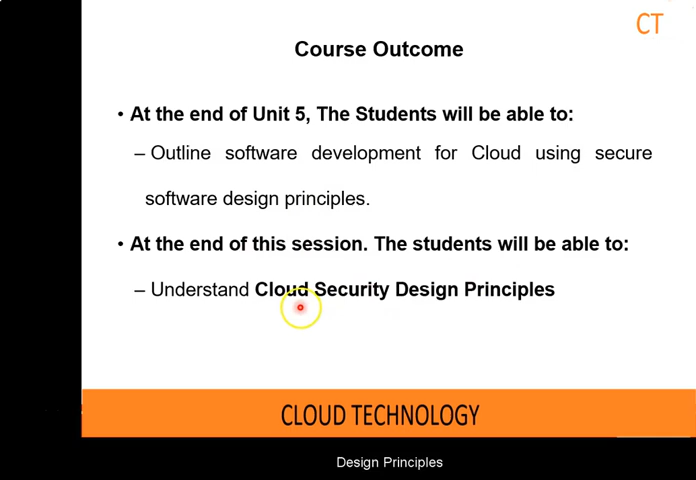 CT
Course Outcome
• At the end of Unit 5, The Students will be able to:
– Outline software development for Cloud using secure
software design principles.
• At the end of this session. The students will be able to:
– Understand Cloud Security Design Principles
CLOUD TECHNOLOGY
Design Principles